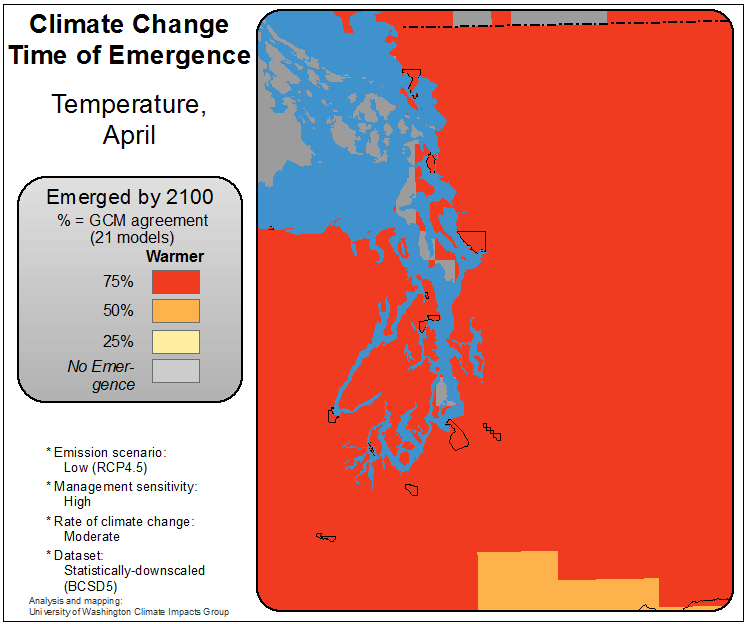 Climate Change
Time of Emergence
Temperature,
April
Emerged by 2100
% = GCM agreement
(21 models)
Warmer
75%
50%
25%
No Emer-
gence
* Emission scenario:
Low (RCP4.5)
* Management sensitivity:
High
* Rate of climate change:
Moderate
* Dataset:
Statistically-downscaled
(BCSD5)
Analysis and mapping:
University of Washington Climate Impacts Group